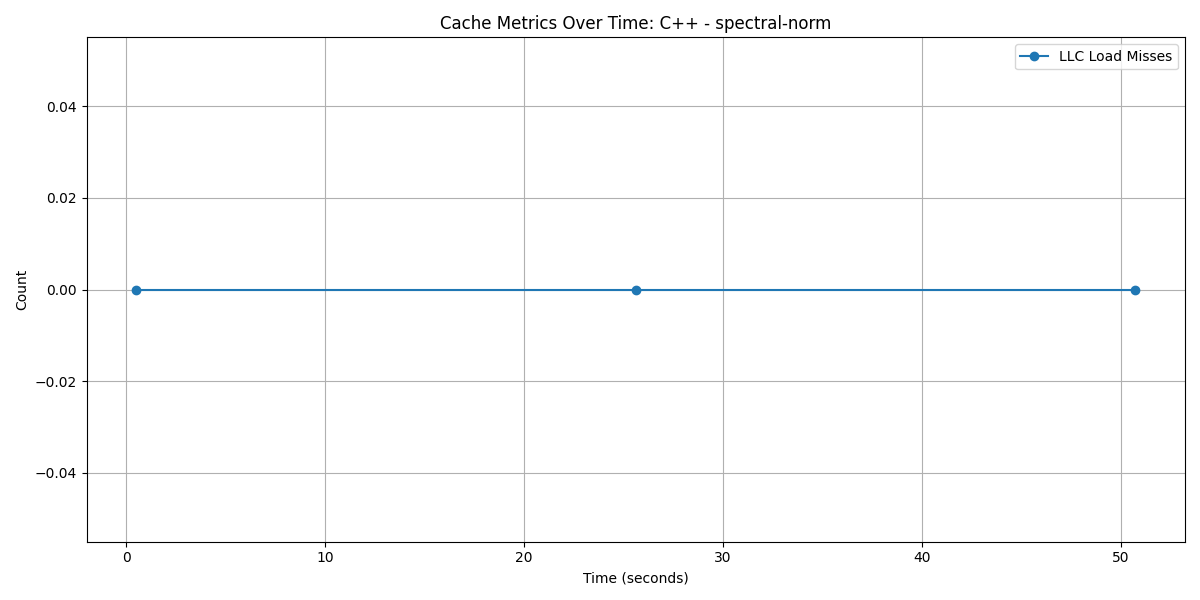 Cache Metrics Over Time: C++ - spectral-norm
LLC Load Misses
Count
0.04
0.02
0.00
−0.02
−0.04
0
10
20
30
40
50
Time (seconds)